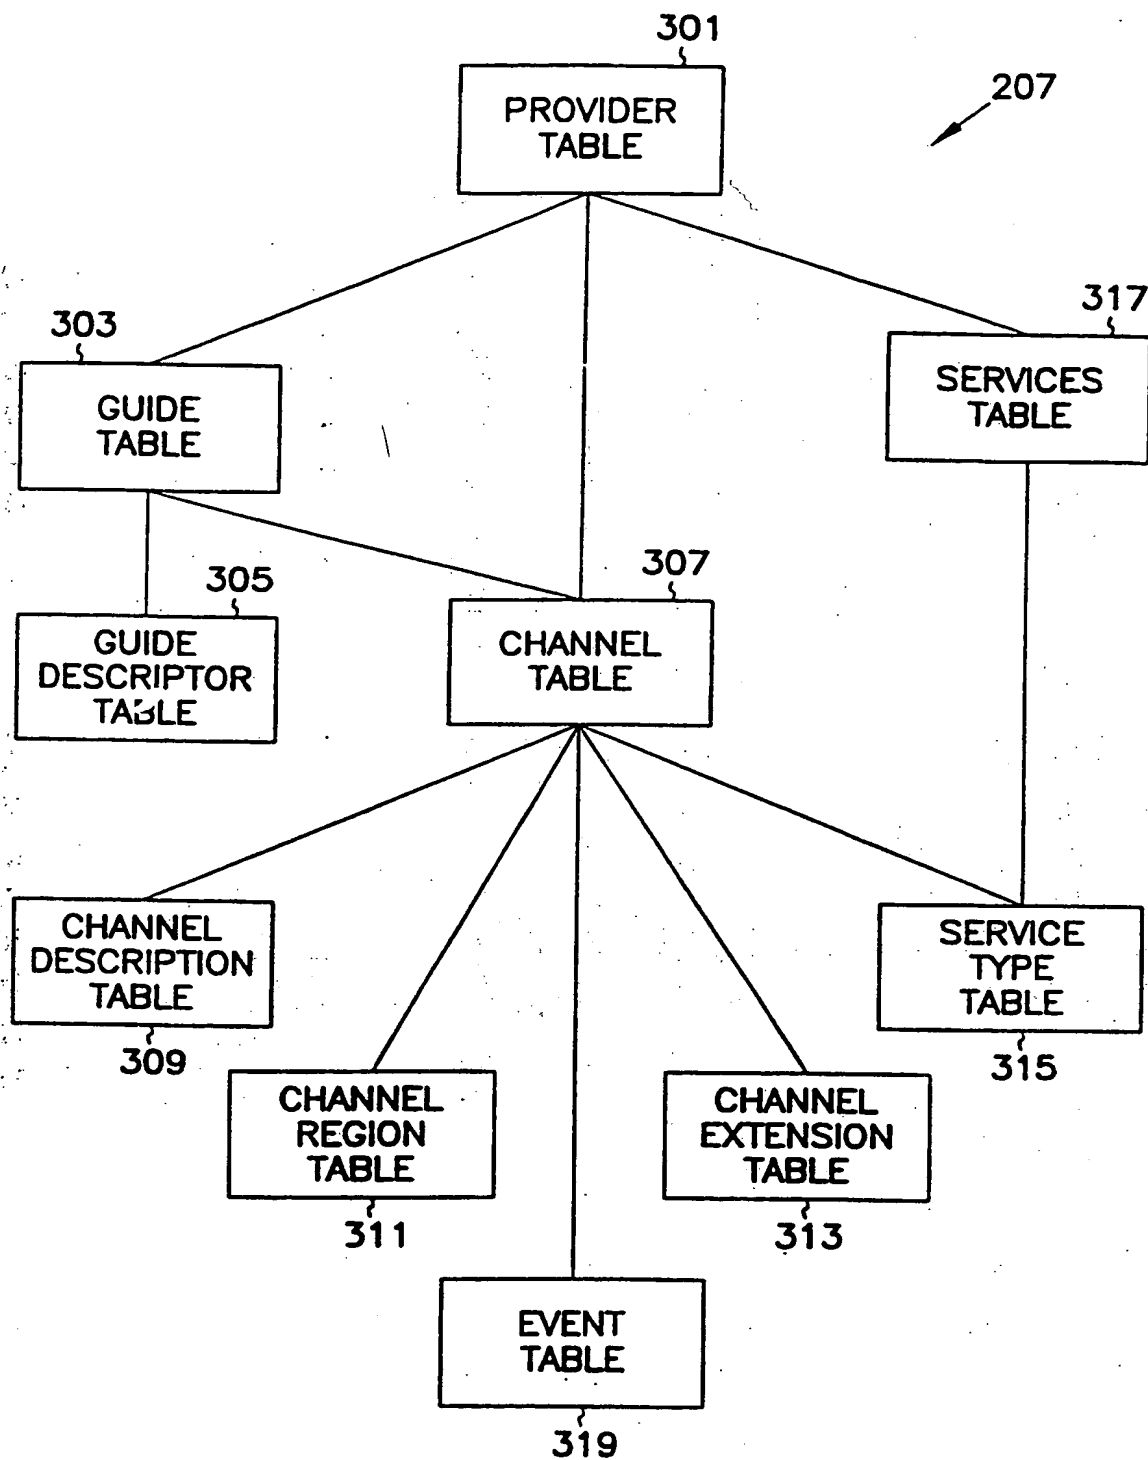 301
PROVIDER
TABLE
207
303
GUIDE
TABLE
317
SERVICES
TABLE
305
GUIDE
DESCRIPTOR
TABLE
307
CHANNEL
TABLE
CHANNEL
DESCRIPTION
TABLE
309
SERVICE
TYPE
TABLE
315
CHANNEL
REGION
TABLE
311
CHANNEL
EXTENSION
TABLE
313
EVENT
TABLE
319